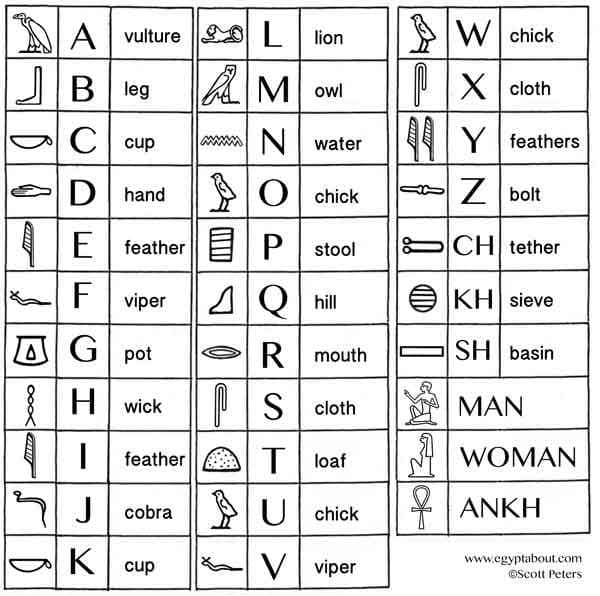 A vulture
B leg
C cup
D hand
E feather
F viper
G pot
H wick
I feather
J cobra
K cup
L lion
M owl
N water
O chick
P stool
Q hill
R mouth
S cloth
T loaf
U chick
V viper
W chick
X cloth
Y feathers
Z bolt
CH tether
KH sieve
SH basin
MAN
WOMAN
ANKH
www.egyptabout.com
©Scott Peters